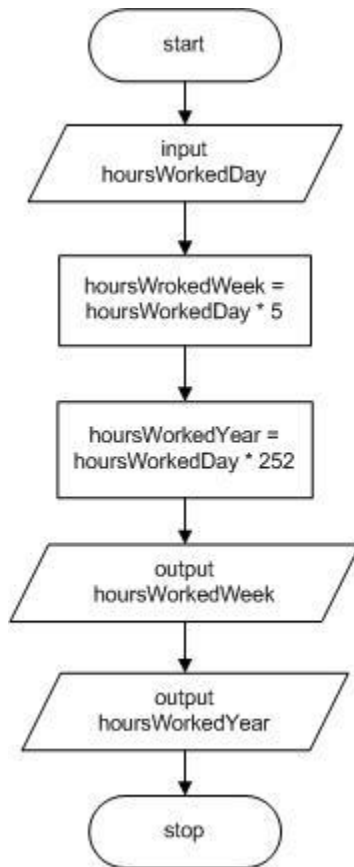 start
input
hoursWorkedDay
hoursWrokedWeek =
hoursWorkedDay * 5
hoursWorkedYear =
hoursWorkedDay * 252
output
hoursWorkedWeek
output
hoursWorkedYear
stop